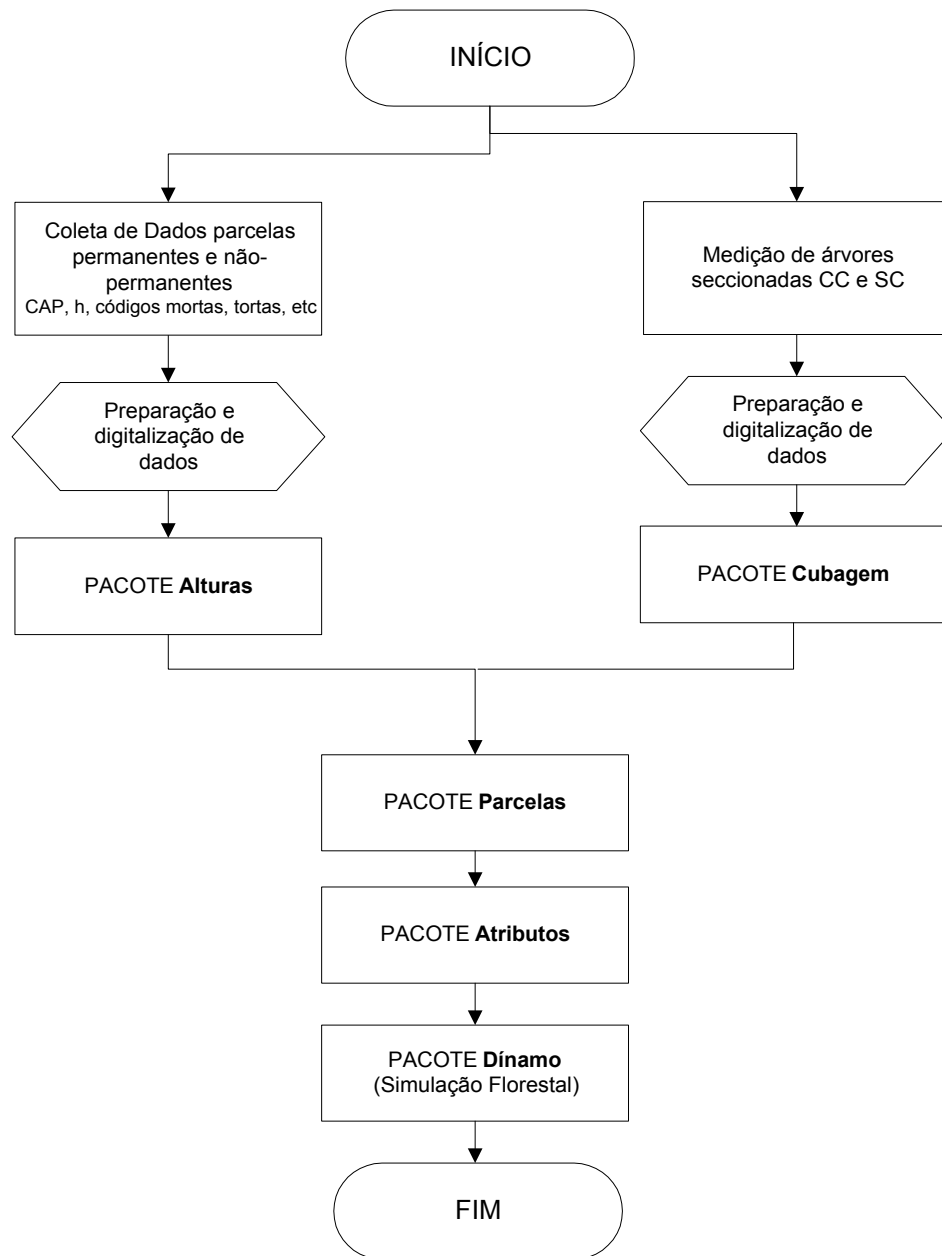 INÍCIO
Coleta de Dados parcelas
permanentes e não-
permanentes
CAP, h, códigos mortas, tortas, etc
Medição de árvores
seccionadas CC e SC
Preparação e
digitalização de
dados
Preparação e
digitalização de
dados
PACOTE Alturas
PACOTE Cubagem
PACOTE Parcelas
PACOTE Atributos
PACOTE Dínamo
(Simulação Florestal)
FIM